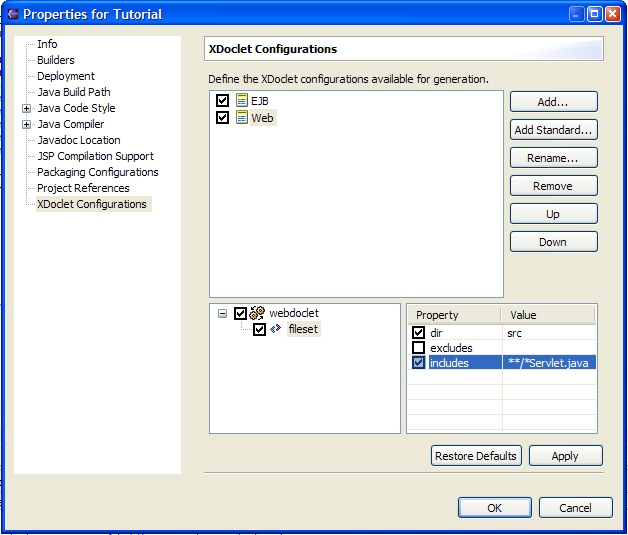 Properties for Tutorial
Info
Builders
Deployment
Java Build Path
Java Code Style
Java Compiler
Javadoc Location
JSP Compilation Support
Packaging Configurations
Project References
XDoclet Configurations
XDoclet Configurations
Define the XDoclet configurations available for generation.
EJB
Web
Add...
Add Standard...
Rename...
Remove
Up
Down
webdoclet
fileset
Property Value
dir src
excludes
includes **/*Servlet.java
Restore Defaults Apply
OK Cancel